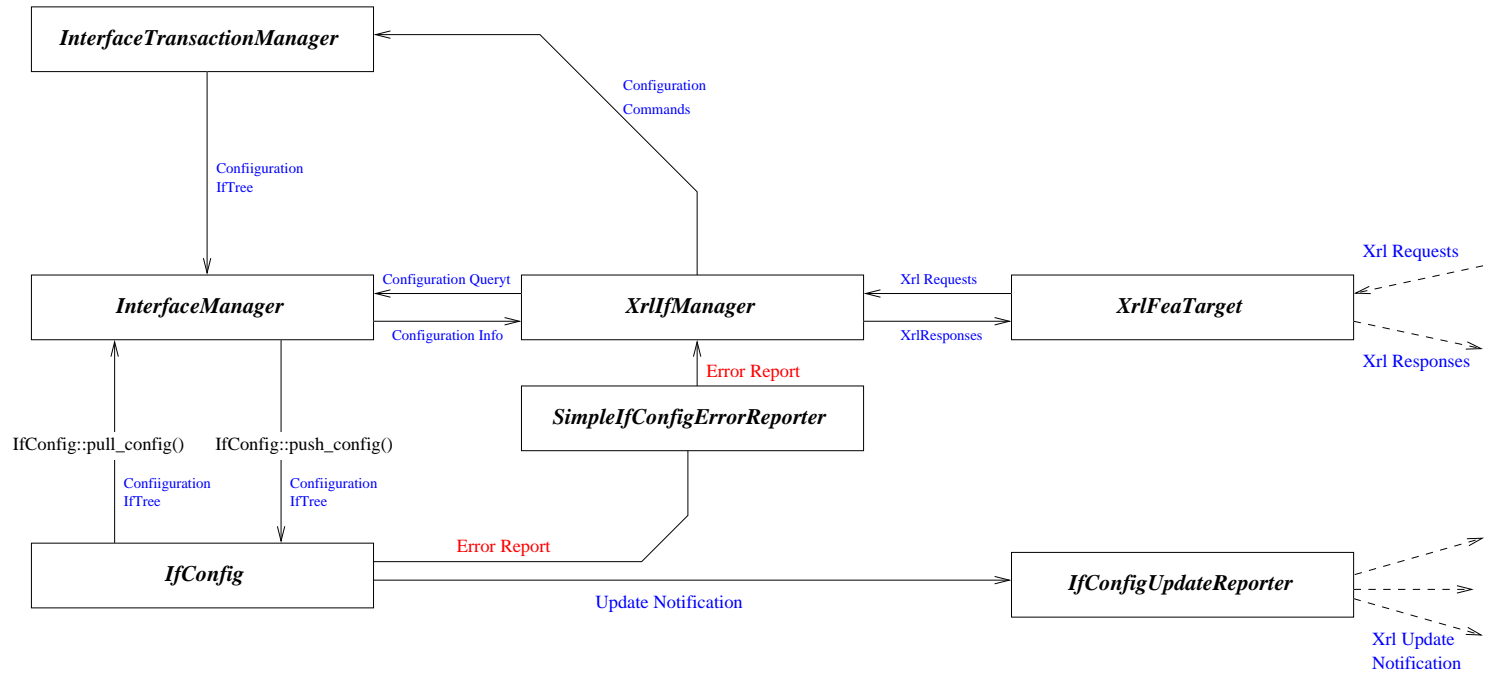 InterfaceTransactionManager
Configuration
Commands
Confiiguration
IfTree
Xrl Requests
Configuration Queryt
Xrl Requests
InterfaceManager
XrlIfManager
XrlFeaTarget
Configuration Info
XrlResponses
Xrl Responses
Error Report
SimpleIfConfigErrorReporter
IfConfig::pull_config()
IfConfig::push_config()
Confiiguration
IfTree
Confiiguration
IfTree
Error Report
IfConfig
IfConfigUpdateReporter
Update Notification
Xrl Update
Notification